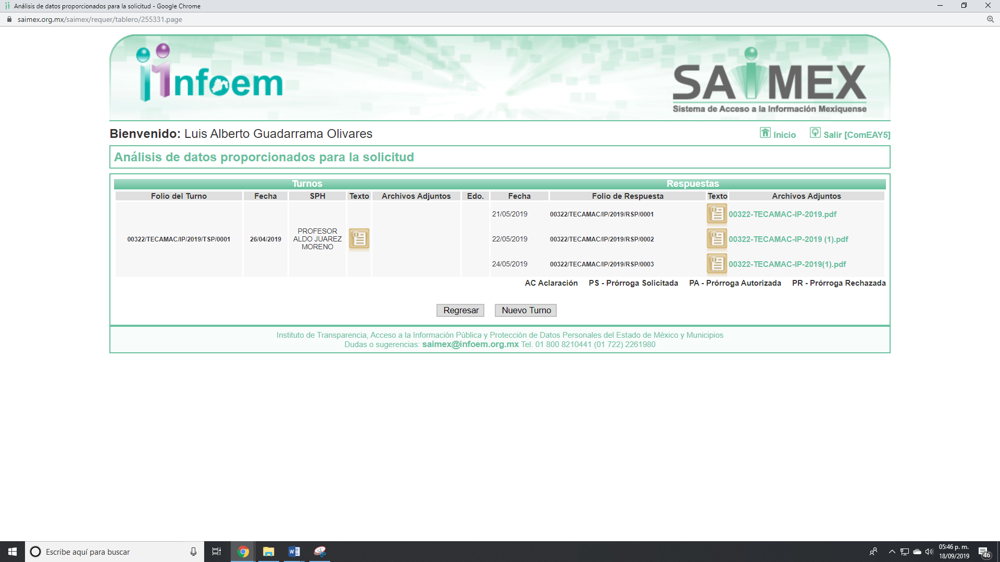 Análisis de datos proporcionados para la solicitud - Google Chrome
saimex.org.mx/saimex/requer/tablero/255331.page
infoem
SAIMEX
Sistema de Acceso a la Información Mexiquense
Bienvenido: Luis Alberto Guadarrama Olivares
Inicio Salir [ComEAY5]
Análisis de datos proporcionados para la solicitud
Turnos Respuestas
Folio del Turno Fecha SPH Texto Archivos Adjuntos Edo. Fecha Folio de Respuesta Texto Archivos Adjuntos
21/05/2019 00322/TECAMAC/IP/2019/RSP/0001 00322-TECAMAC-IP-2019.pdf
00322/TECAMAC/IP/2019/TSP/0001 26/04/2019 PROFESOR
ALDO JUAREZ
MORENO
22/05/2019 00322/TECAMAC/IP/2019/RSP/0002 00322-TECAMAC-IP-2019 (1).pdf
24/05/2019 00322/TECAMAC/IP/2019/RSP/0003 00322-TECAMAC-IP-2019(1).pdf
AC Aclaración PS - Prórroga Solicitada PA - Prórroga Autorizada PR - Prórroga Rechazada
Regresar Nuevo Turno
Instituto de Transparencia, Acceso a la Información Pública y Protección de Datos Personales del Estado de México y Municipios
Dudas o sugerencias: saimex@infoem.org.mx Tel. 01 800 8210441 (01 722) 2261980
Escribe aquí para buscar
05:46 p. m.
18/09/2019
46